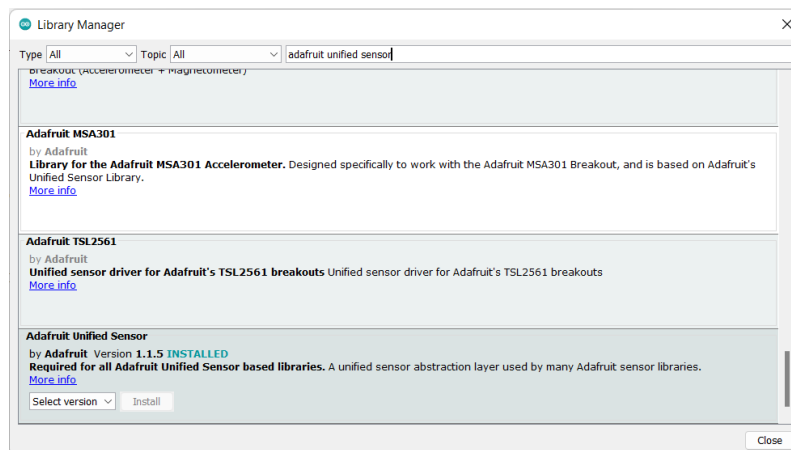 Library Manager
Type All Topic All adafruit unified sensor
Breakout (Accelerometer + Magnetometer)
More info
Adafruit MSA301
by Adafruit
Library for the Adafruit MSA301 Accelerometer. Designed specifically to work with the Adafruit MSA301 Breakout, and is based on Adafruit's
Unified Sensor Library.
More info
Adafruit TSL2561
by Adafruit
Unified sensor driver for Adafruit's TSL2561 breakouts Unified sensor driver for Adafruit's TSL2561 breakouts
More info
Adafruit Unified Sensor
by Adafruit Version 1.1.5 INSTALLED
Required for all Adafruit Unified Sensor based libraries. A unified sensor abstraction layer used by many Adafruit sensor libraries.
More info
Select version Install
Close